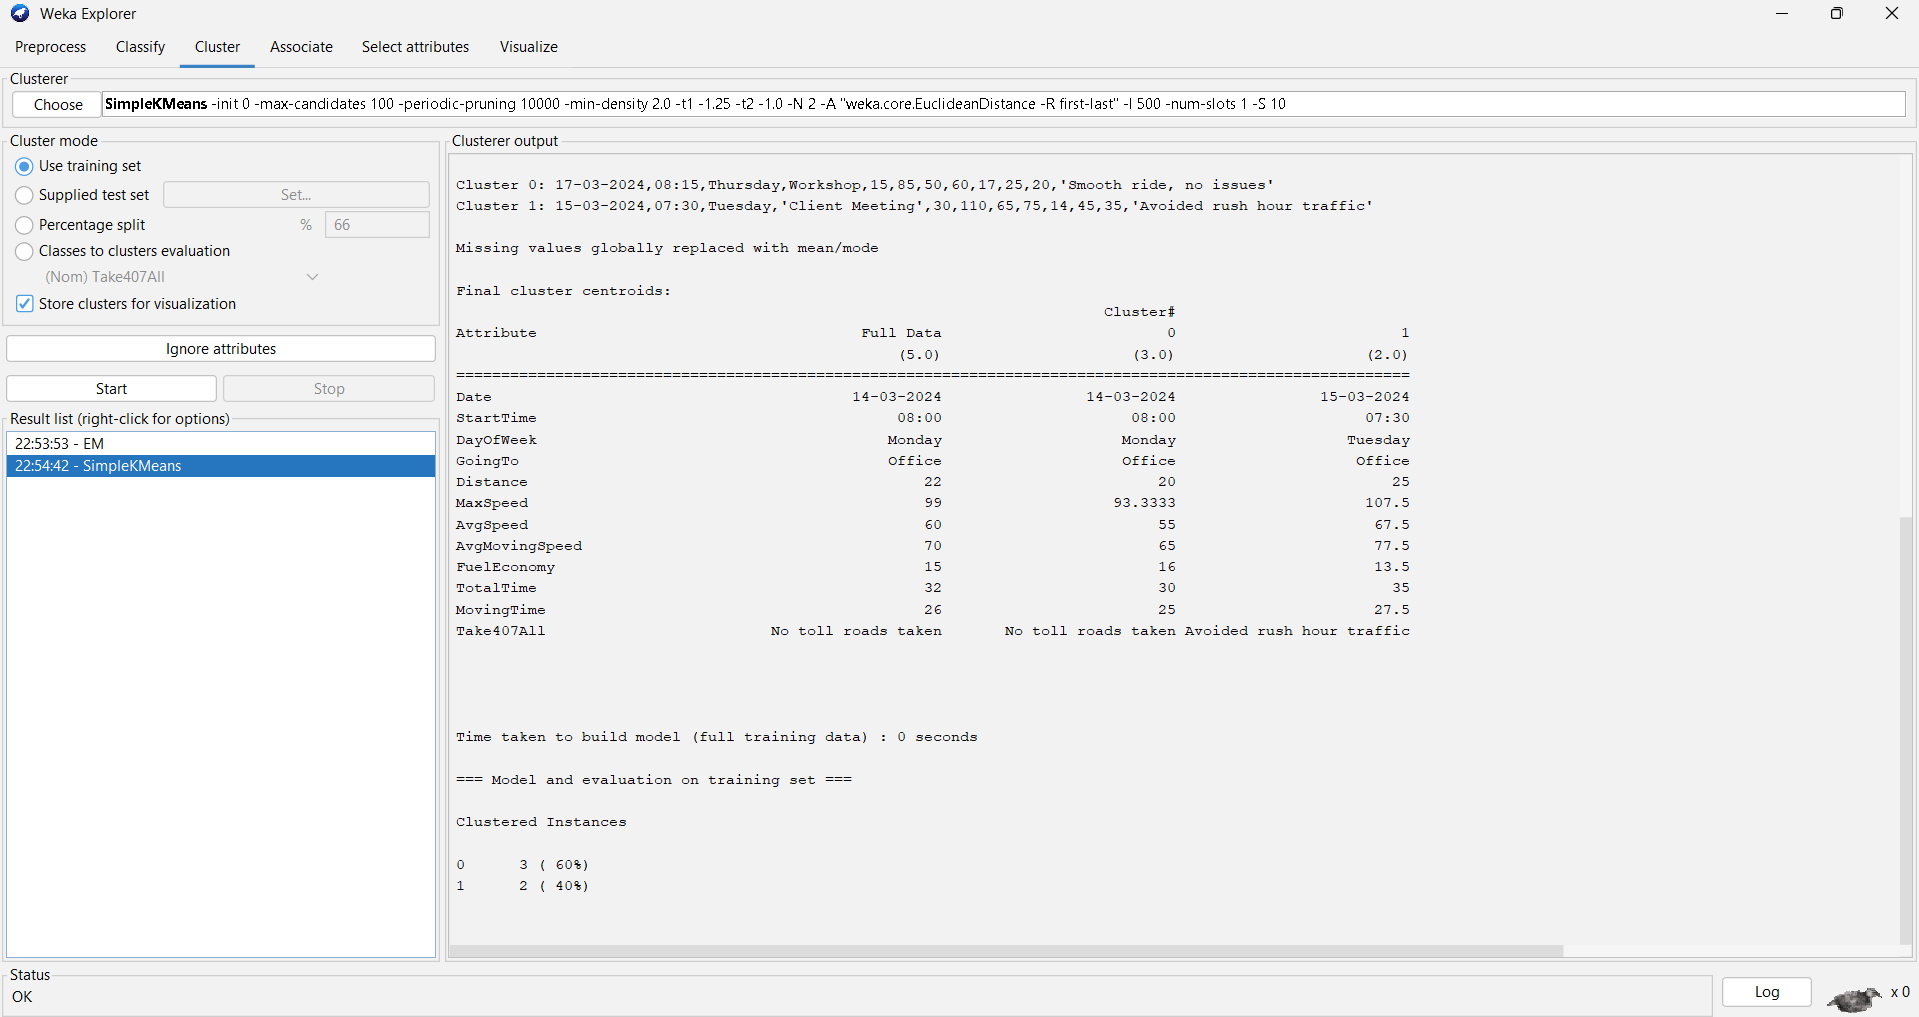 Weka Explorer
Preprocess Classify Cluster Associate Select attributes Visualize
Clusterer
Choose SimpleKMeans -init 0 -max-candidates 100 -periodic-pruning 10000 -min-density 2.0 -t1 -1.25 -t2 -1.0 -N 2 -A "weka.core.EuclideanDistance -R first-last" -I 500 -num-slots 1 -S 10
Cluster mode
Use training set
Supplied test set Set...
Percentage split % 66
Classes to clusters evaluation
(Nom) Take407All
Store clusters for visualization
Ignore attributes
Start Stop
Result list (right-click for options)
22:53:53 - EM
22:54:42 - SimpleKMeans
Clusterer output
Cluster 0: 17-03-2024,08:15,Thursday,Workshop,15,85,50,60,17,25,20,'Smooth ride, no issues'
Cluster 1: 15-03-2024,07:30,Tuesday,'Client Meeting',30,110,65,75,14,45,35,'Avoided rush hour traffic'
Missing values globally replaced with mean/mode
Final cluster centroids:
Cluster#
Attribute Full Data 0 1
(5.0) (3.0) (2.0)
==========================================================================================================
Date 14-03-2024 14-03-2024 15-03-2024
StartTime 08:00 08:00 07:30
DayOfWeek Monday Monday Tuesday
GoingTo Office Office Office
Distance 22 20 25
MaxSpeed 99 93.3333 107.5
AvgSpeed 60 55 67.5
AvgMovingSpeed 70 65 77.5
FuelEconomy 15 16 13.5
TotalTime 32 30 35
MovingTime 26 25 27.5
Take407All No toll roads taken No toll roads taken Avoided rush hour traffic
Time taken to build model (full training data) : 0 seconds
=== Model and evaluation on training set ===
Clustered Instances
0 3 ( 60%)
1 2 ( 40%)
Status
OK
Log x 0